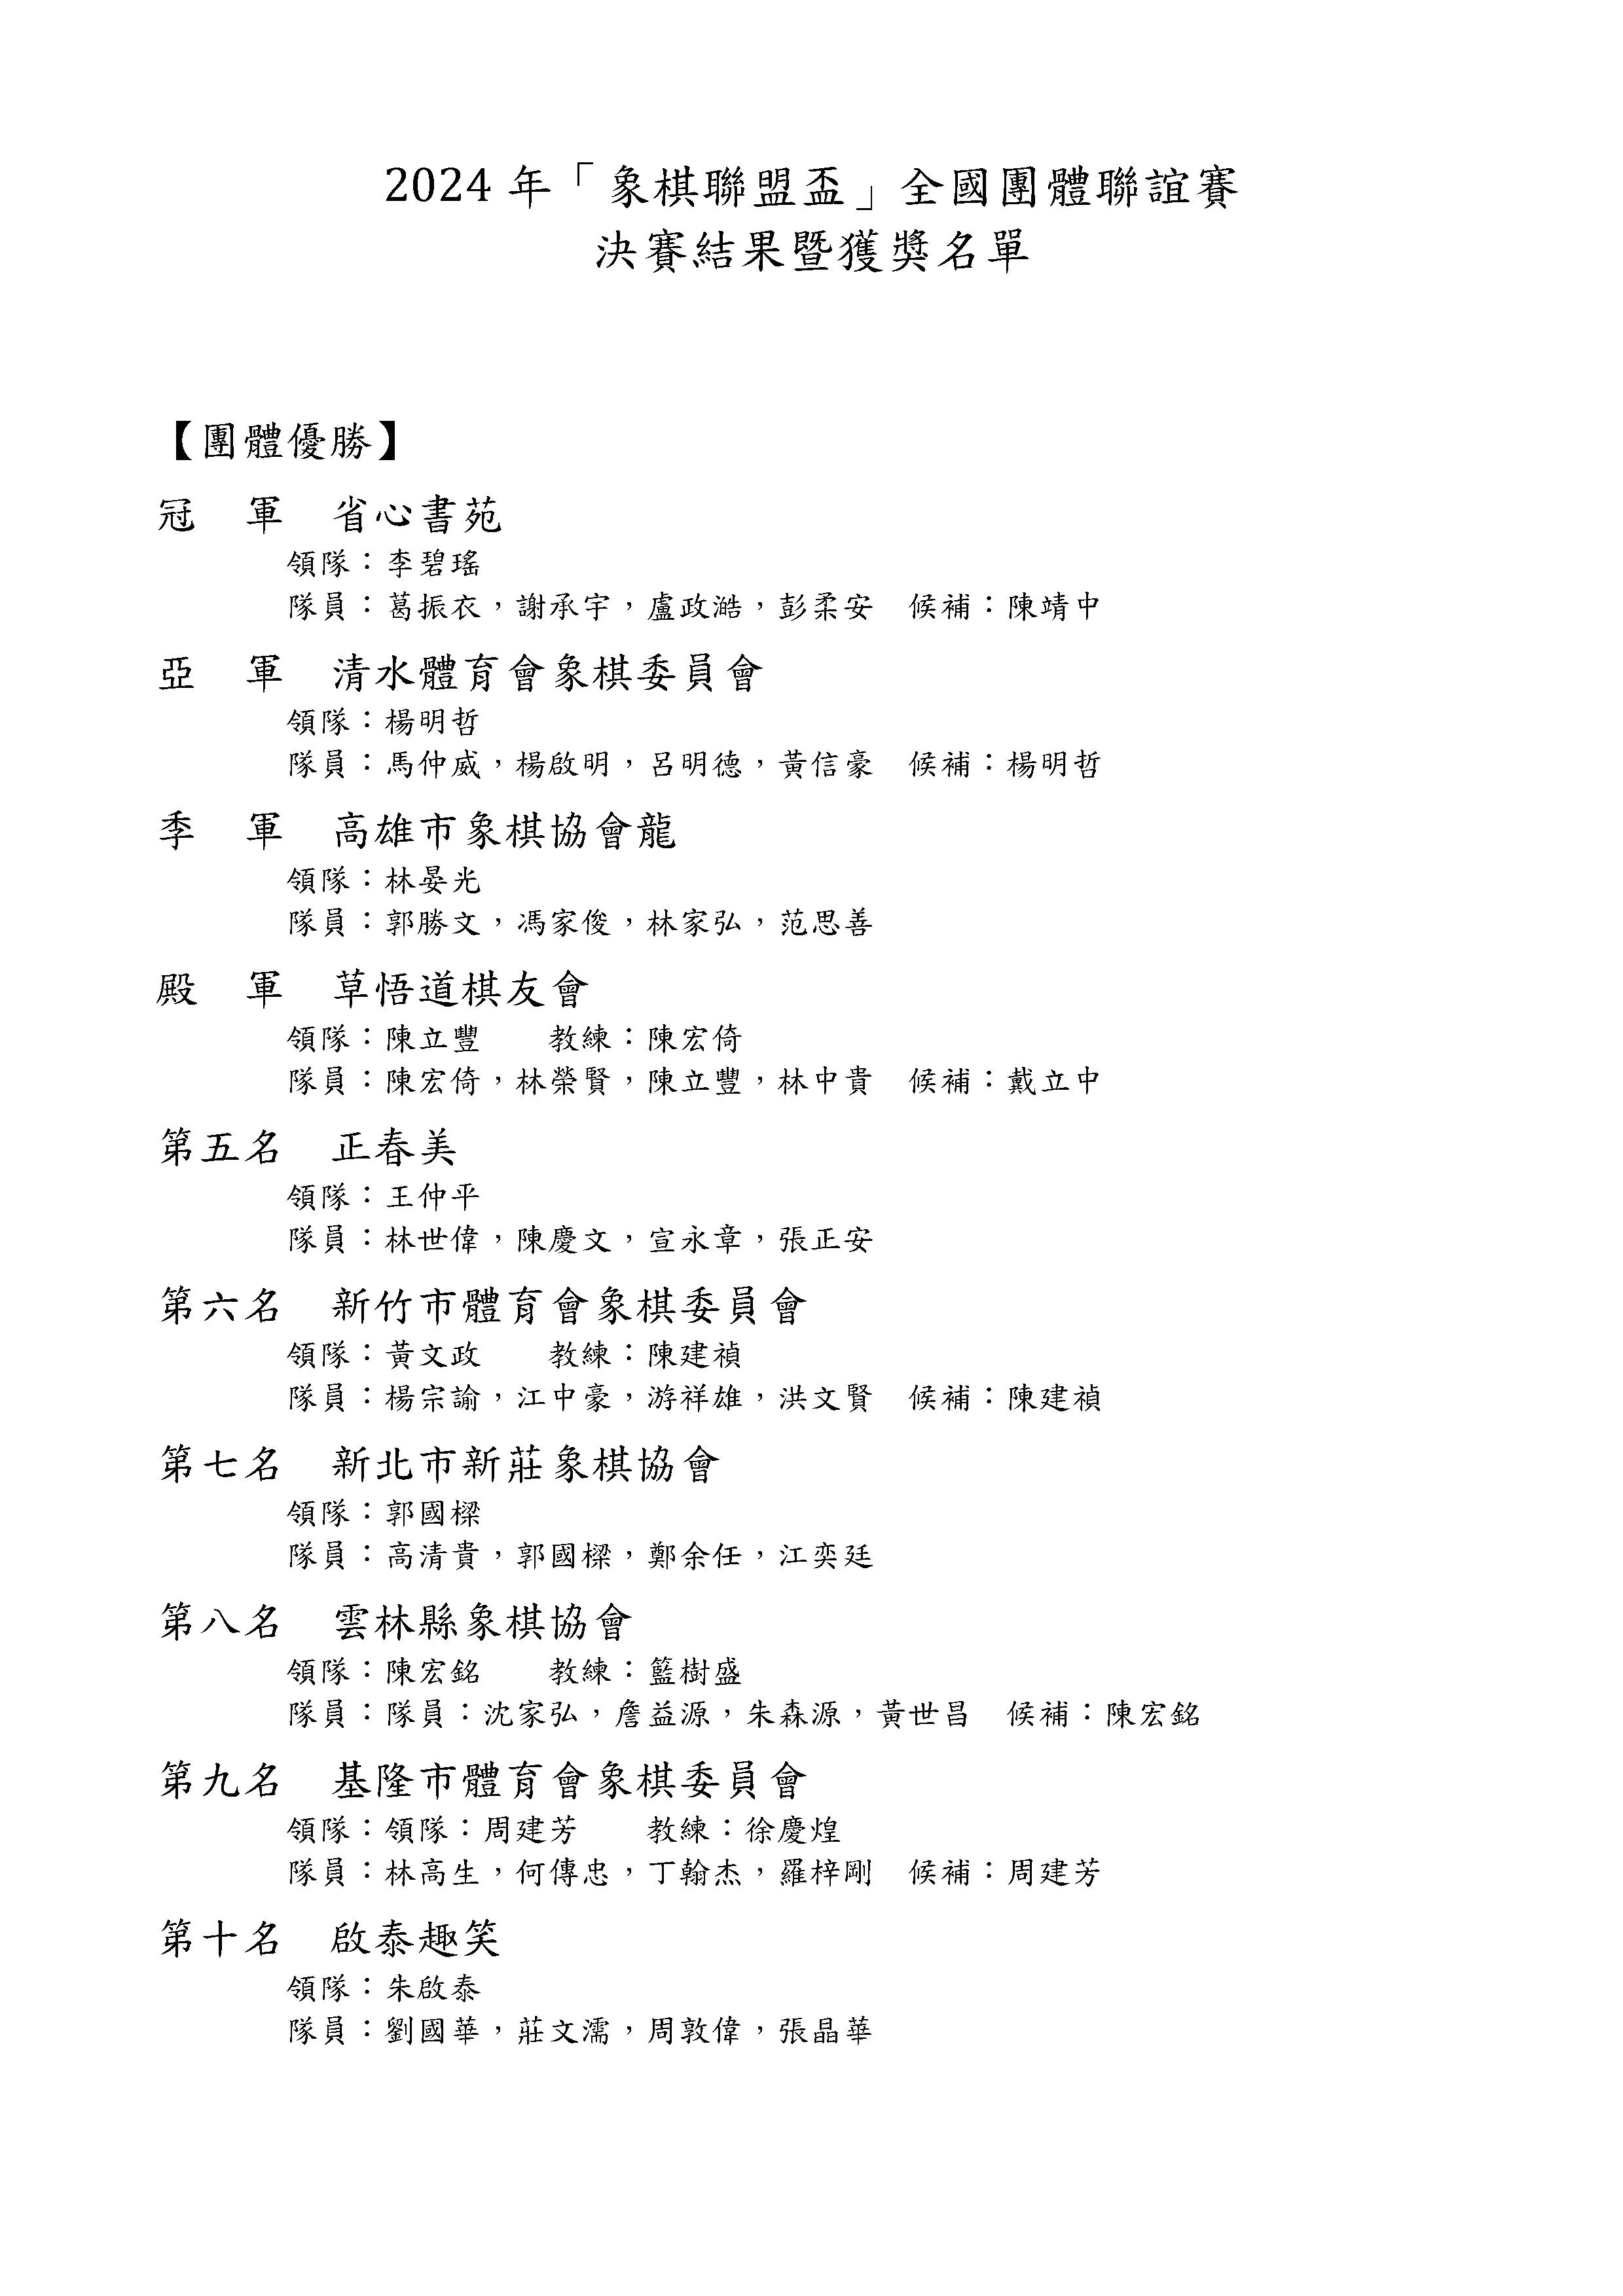 2024 年「象棋聯盟盃」全國團體聯誼賽
決賽結果暨獲獎名單
【團體優勝】
冠　軍　省心書苑
領隊：李碧瑤
隊員：葛振衣，謝承宇，盧政澔，彭柔安　候補：陳靖中
亞　軍　清水體育會象棋委員會
領隊：楊明哲
隊員：馬仲威，楊啟明，呂明德，黃信豪　候補：楊明哲
季　軍　高雄市象棋協會龍
領隊：林晏光
隊員：郭勝文，馮家俊，林家弘，范思善
殿　軍　草悟道棋友會
領隊：陳立豐　　教練：陳宏倚
隊員：陳宏倚，林榮賢，陳立豐，林中貴　候補：戴立中
第五名　正春美
領隊：王仲平
隊員：林世偉，陳慶文，宣永章，張正安
第六名　新竹市體育會象棋委員會
領隊：黃文政　　教練：陳建禎
隊員：楊宗諭，江中豪，游祥雄，洪文賢　候補：陳建禎
第七名　新北市新莊象棋協會
領隊：郭國樑
隊員：高清貴，郭國樑，鄭余任，江奕廷
第八名　雲林縣象棋協會
領隊：陳宏銘　　教練：籃樹盛
隊員：隊員：沈家弘，詹益源，朱森源，黃世昌　候補：陳宏銘
第九名　基隆市體育會象棋委員會
領隊：領隊：周建芳　　教練：徐慶煌
隊員：林高生，何傳忠，丁翰杰，羅梓剛　候補：周建芳
第十名　啟泰趣笑
領隊：朱啟泰
隊員：劉國華，莊文濡，周敦偉，張晶華